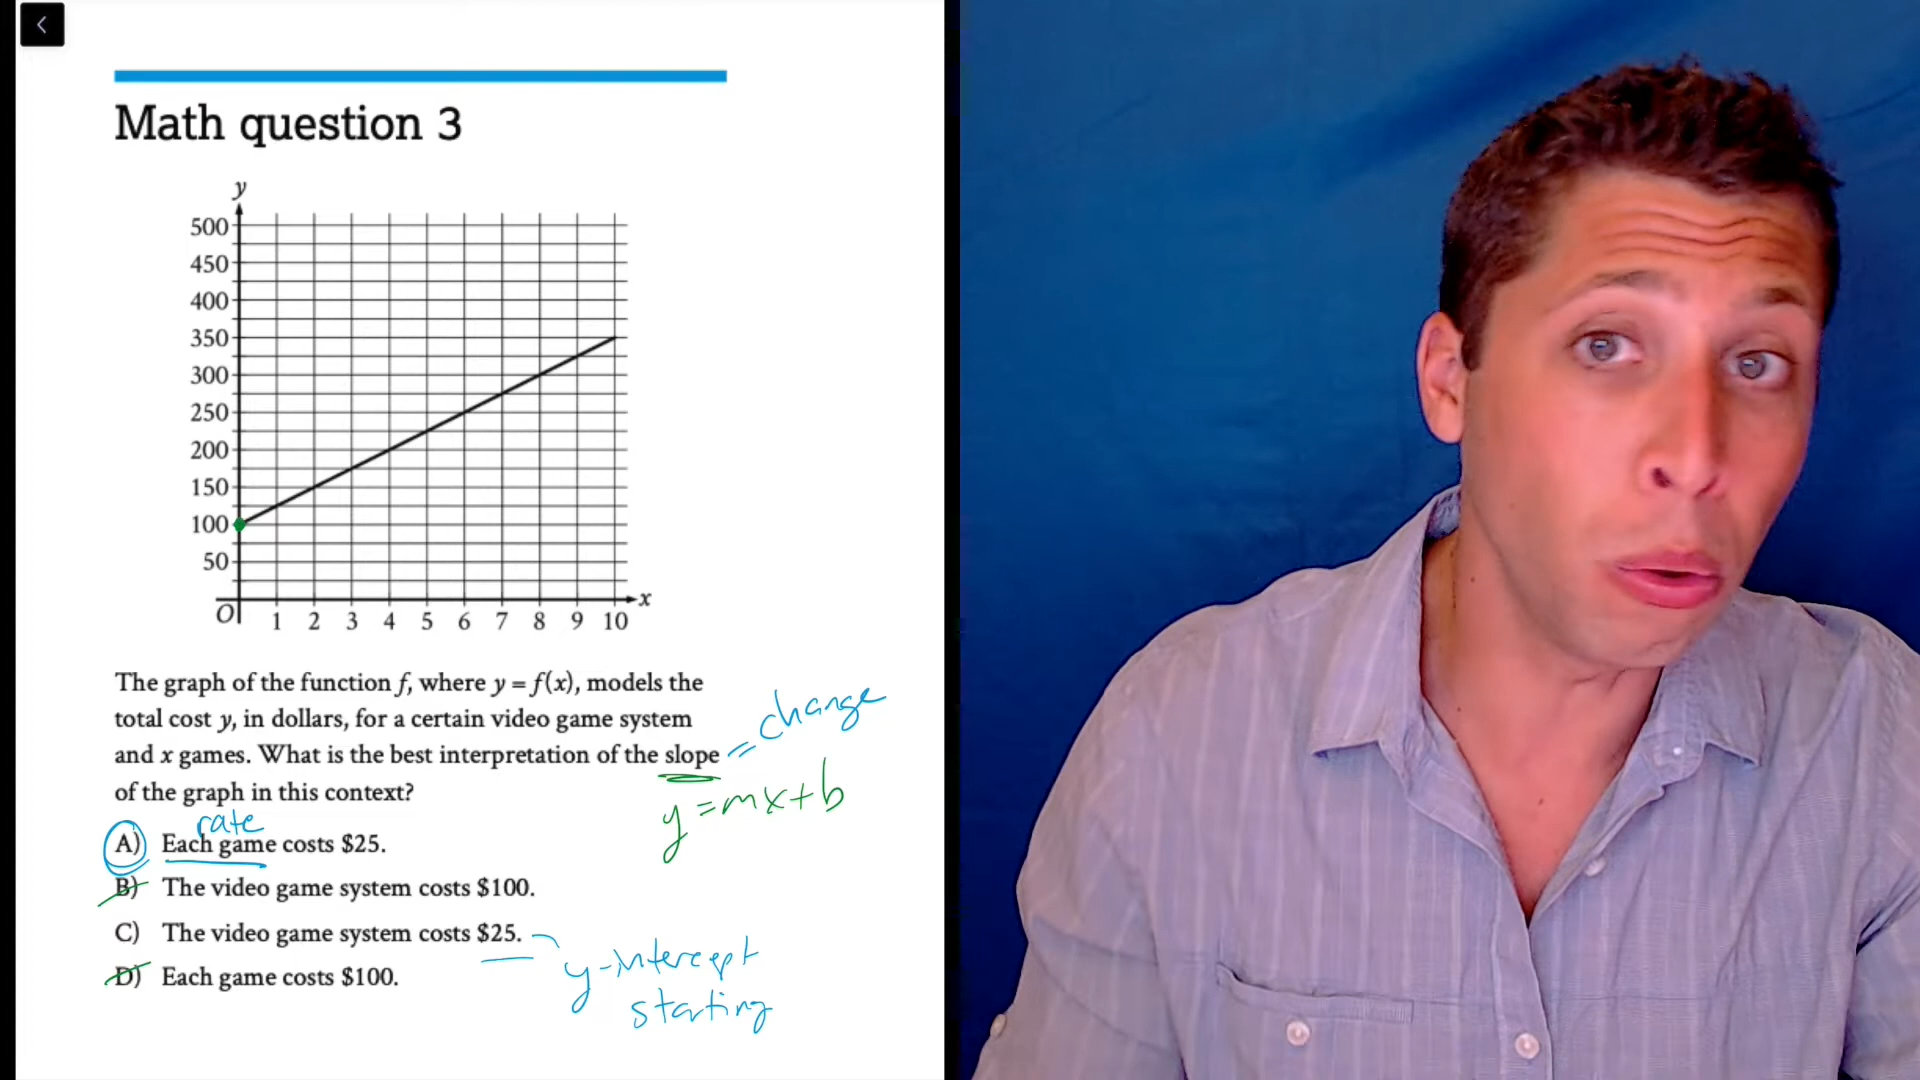 Math question 3
y
500
450
400
350
300
250
200
150
100
50
O
1 2 3 4 5 6 7 8 9 10
x
The graph of the function f, where y = f(x), models the
total cost y, in dollars, for a certain video game system
and x games. What is the best interpretation of the slope
of the graph in this context?
= change
y = mx + b
rate
A) Each game costs $25.
B) The video game system costs $100.
C) The video game system costs $25.
D) Each game costs $100.
y-intercept
starting